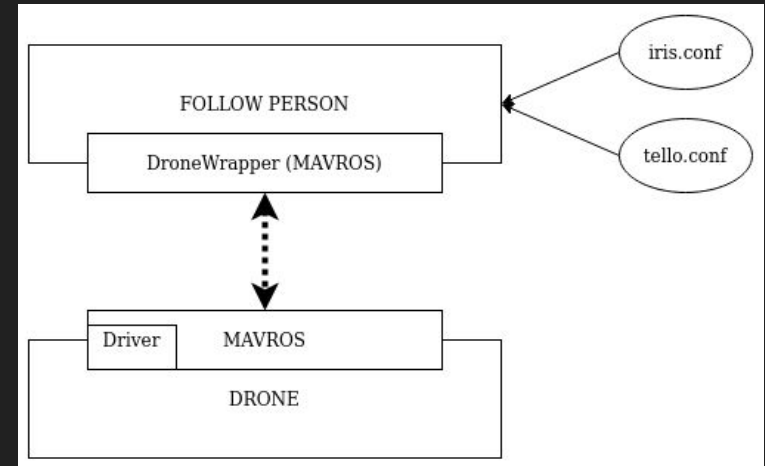 iris.conf
FOLLOW PERSON
tello.conf
DroneWrapper (MAVROS)
Driver
MAVROS
DRONE